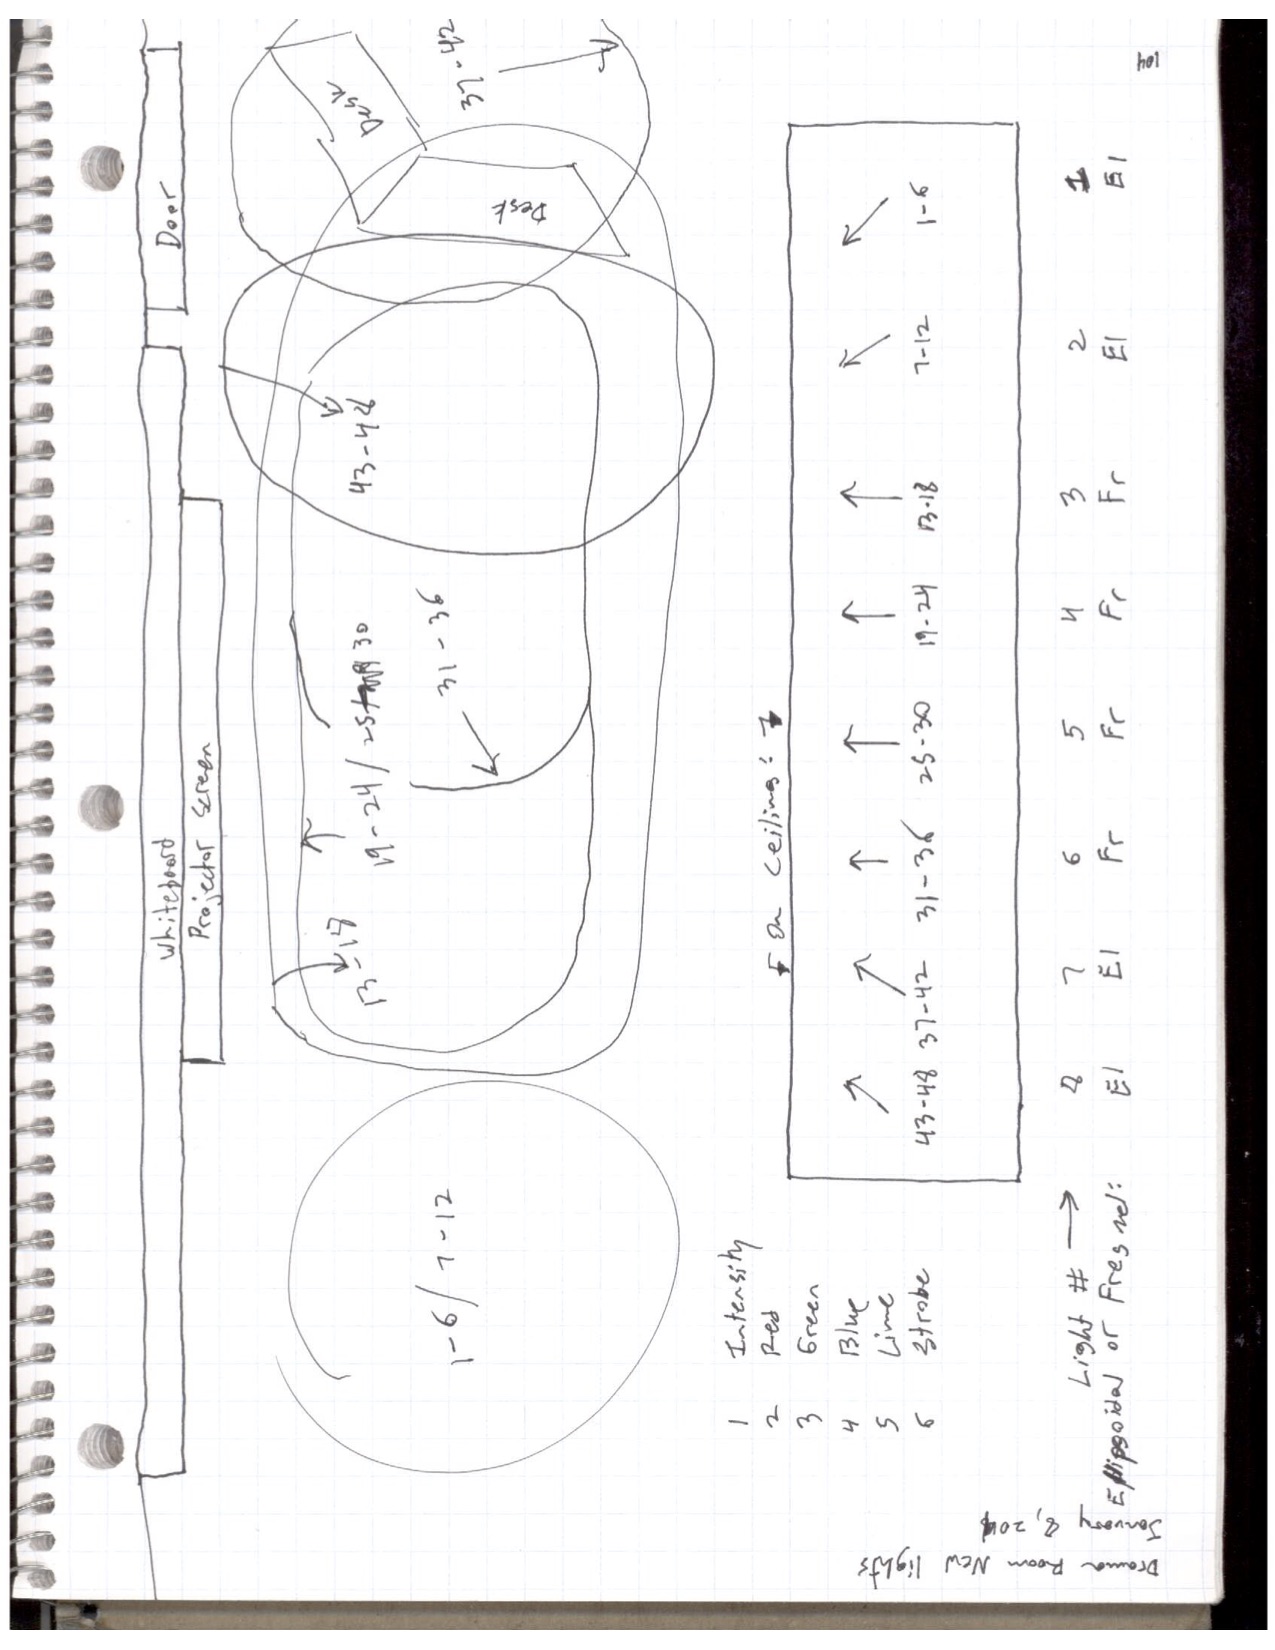 Whiteboard
Door
Projector Screen
13-18
19-24 / 25 30
43-48
Desk
1-6 / 7-12
31-36
37-42
Desk
1 Intensity
2 Red
3 Green
4 Blue
5 Lime
6 Strobe
On Ceiling:
43-48 37-42 31-36 25-30 19-24 13-18 7-12 1-6
Light # → 8 7 6 5 4 3 2 1
Ellipsoidal or Fresnel: El El Fr Fr Fr Fr El El
Drama Room New lights
January 8,
104